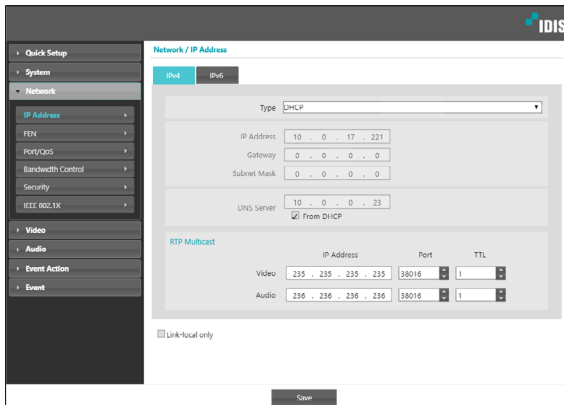 IDIS
Quick Setup
System
Network
IP Address
FEN
Port/QoS
Bandwidth Control
Security
IEEE 802.1X
Video
Audio
Event Action
Event
Network / IP Address
IPv4 IPv6
Type DHCP
IP Address 10 . 0 . 17 . 221
Gateway 0 . 0 . 0 . 0
Subnet Mask 0 . 0 . 0 . 0
DNS Server 10 . 0 . 0 . 23
From DHCP
RTP Multicast
IP Address Port TTL
Video 235 . 235 . 235 . 235 38016 1
Audio 236 . 236 . 236 . 236 38016 1
Link-local only
Save